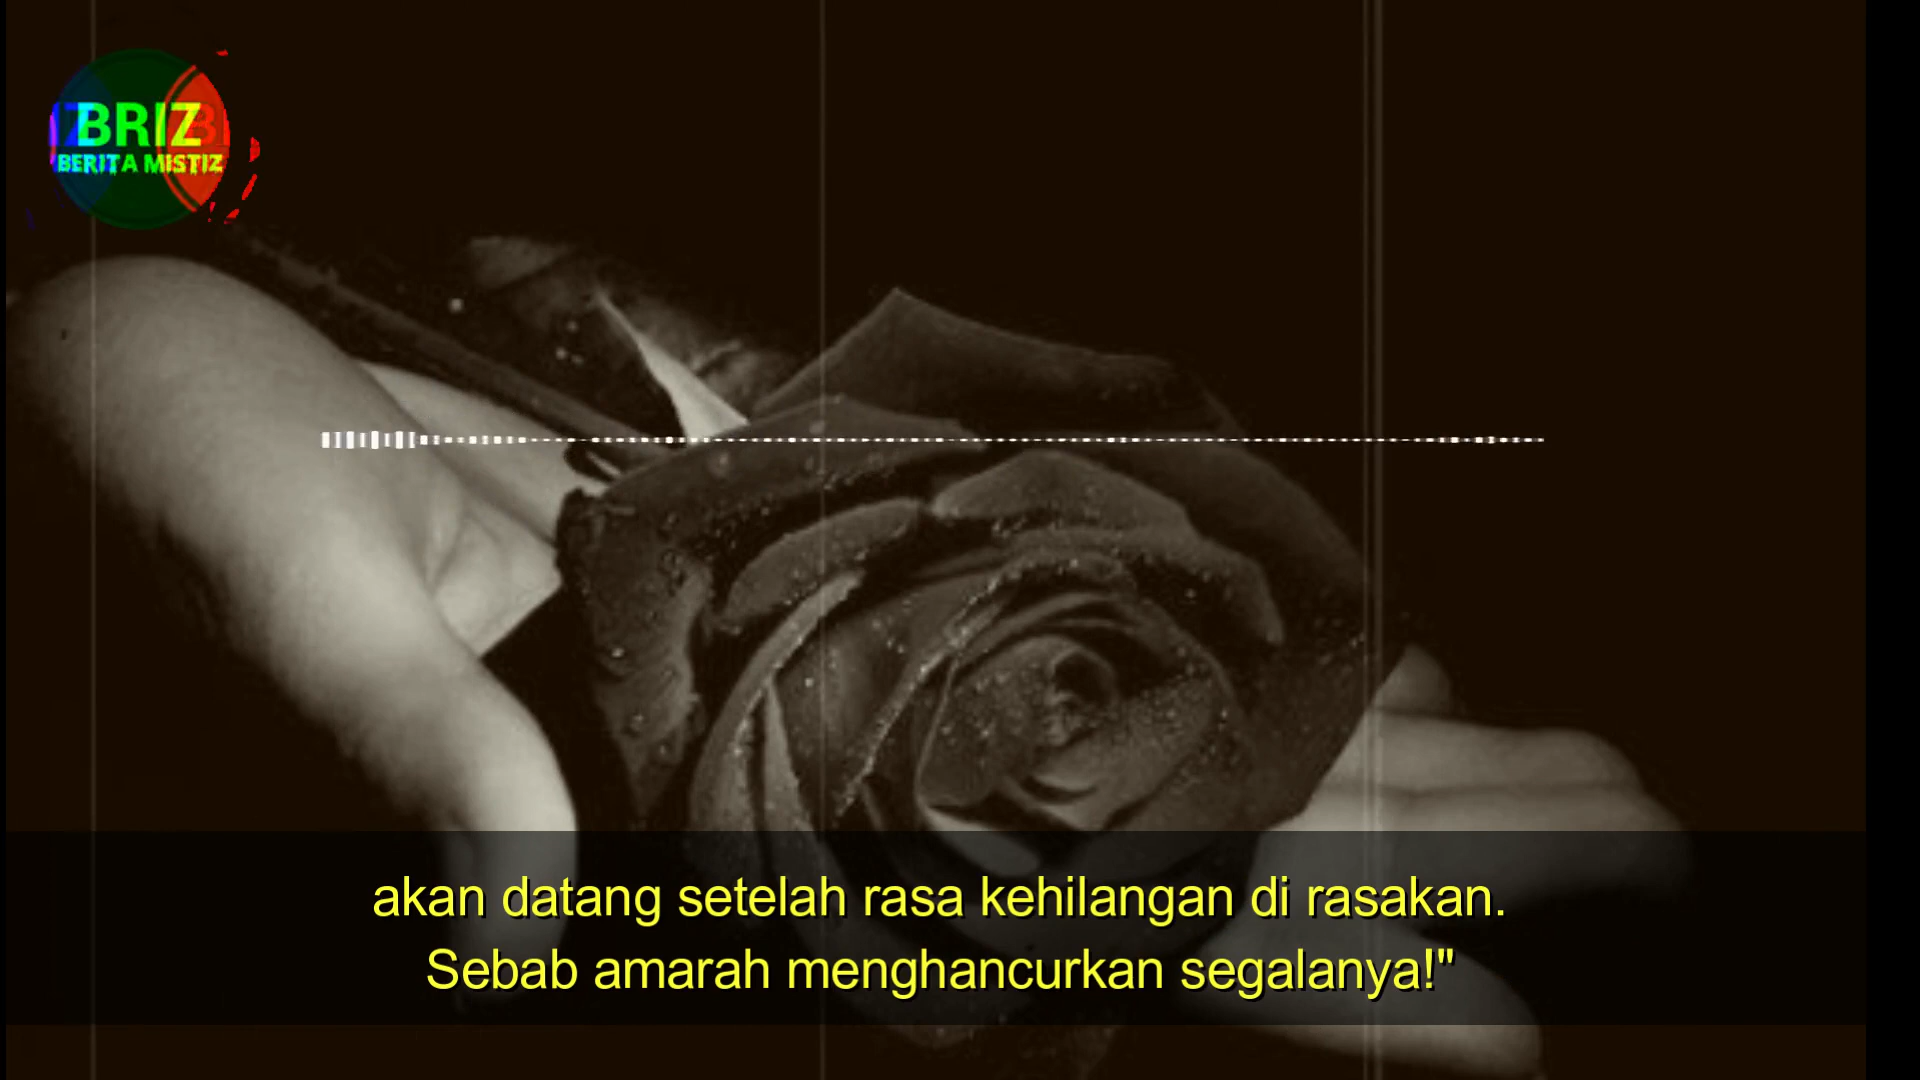 BRIZ
BERITA MISTIZ
akan datang setelah rasa kehilangan di rasakan.
Sebab amarah menghancurkan segalanya!"